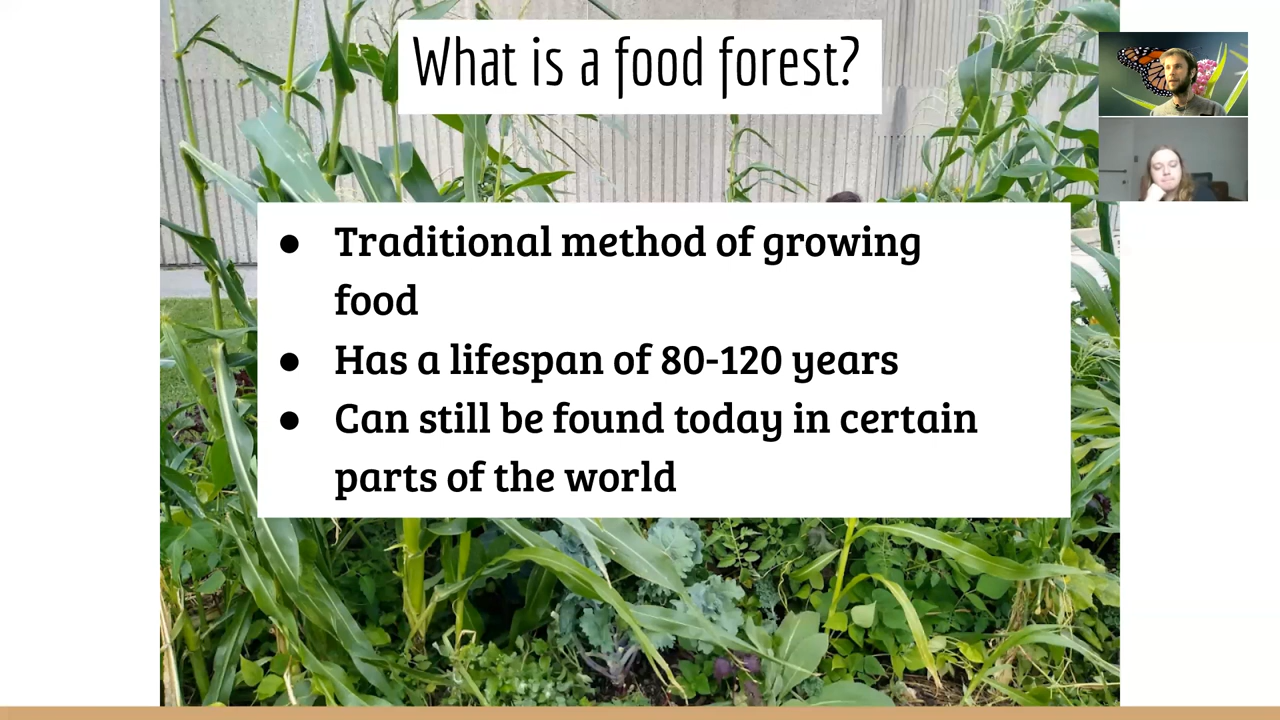 What is a food forest?
● Traditional method of growing
food
● Has a lifespan of 80-120 years
● Can still be found today in certain
parts of the world